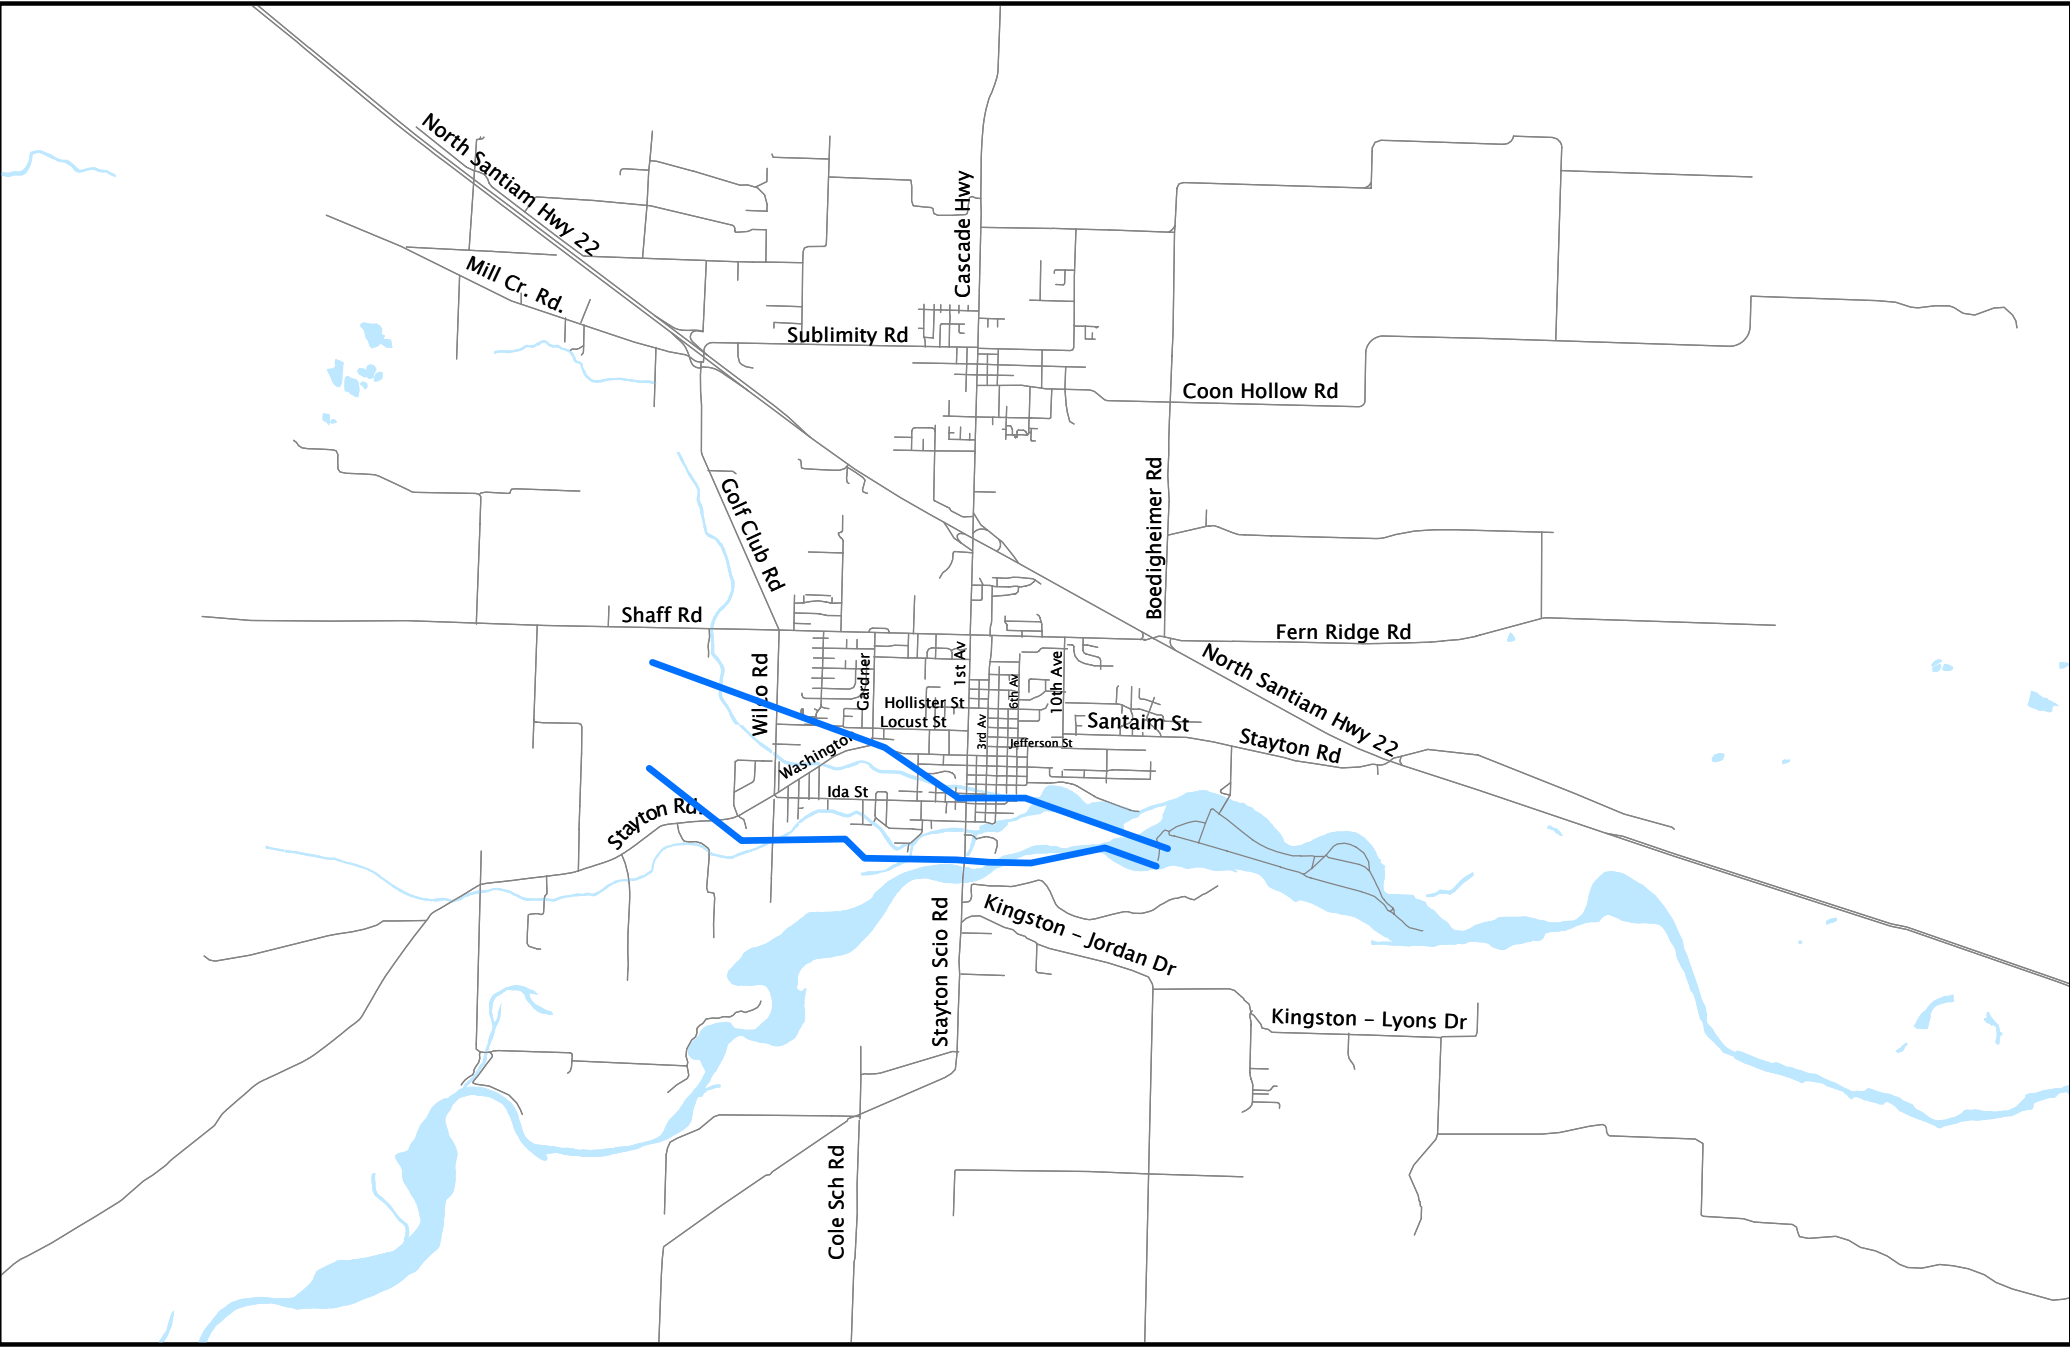 North Santiam Hwy 22
Mill Cr. Rd.
Cascade Hwy
Sublimity Rd
Coon Hollow Rd
Golf Club Rd
Boedigheimer Rd
Shaff Rd
Fern Ridge Rd
Wilco Rd
Gardner
1st Av
6th Av
10th Ave
North Santiam Hwy 22
Hollister St
Locust St
3rd Av
Santaim St
Jefferson St
Stayton Rd
Washington
Ida St
Stayton Rd.
Stayton Scio Rd
Kingston - Jordan Dr
Kingston - Lyons Dr
Cole Sch Rd